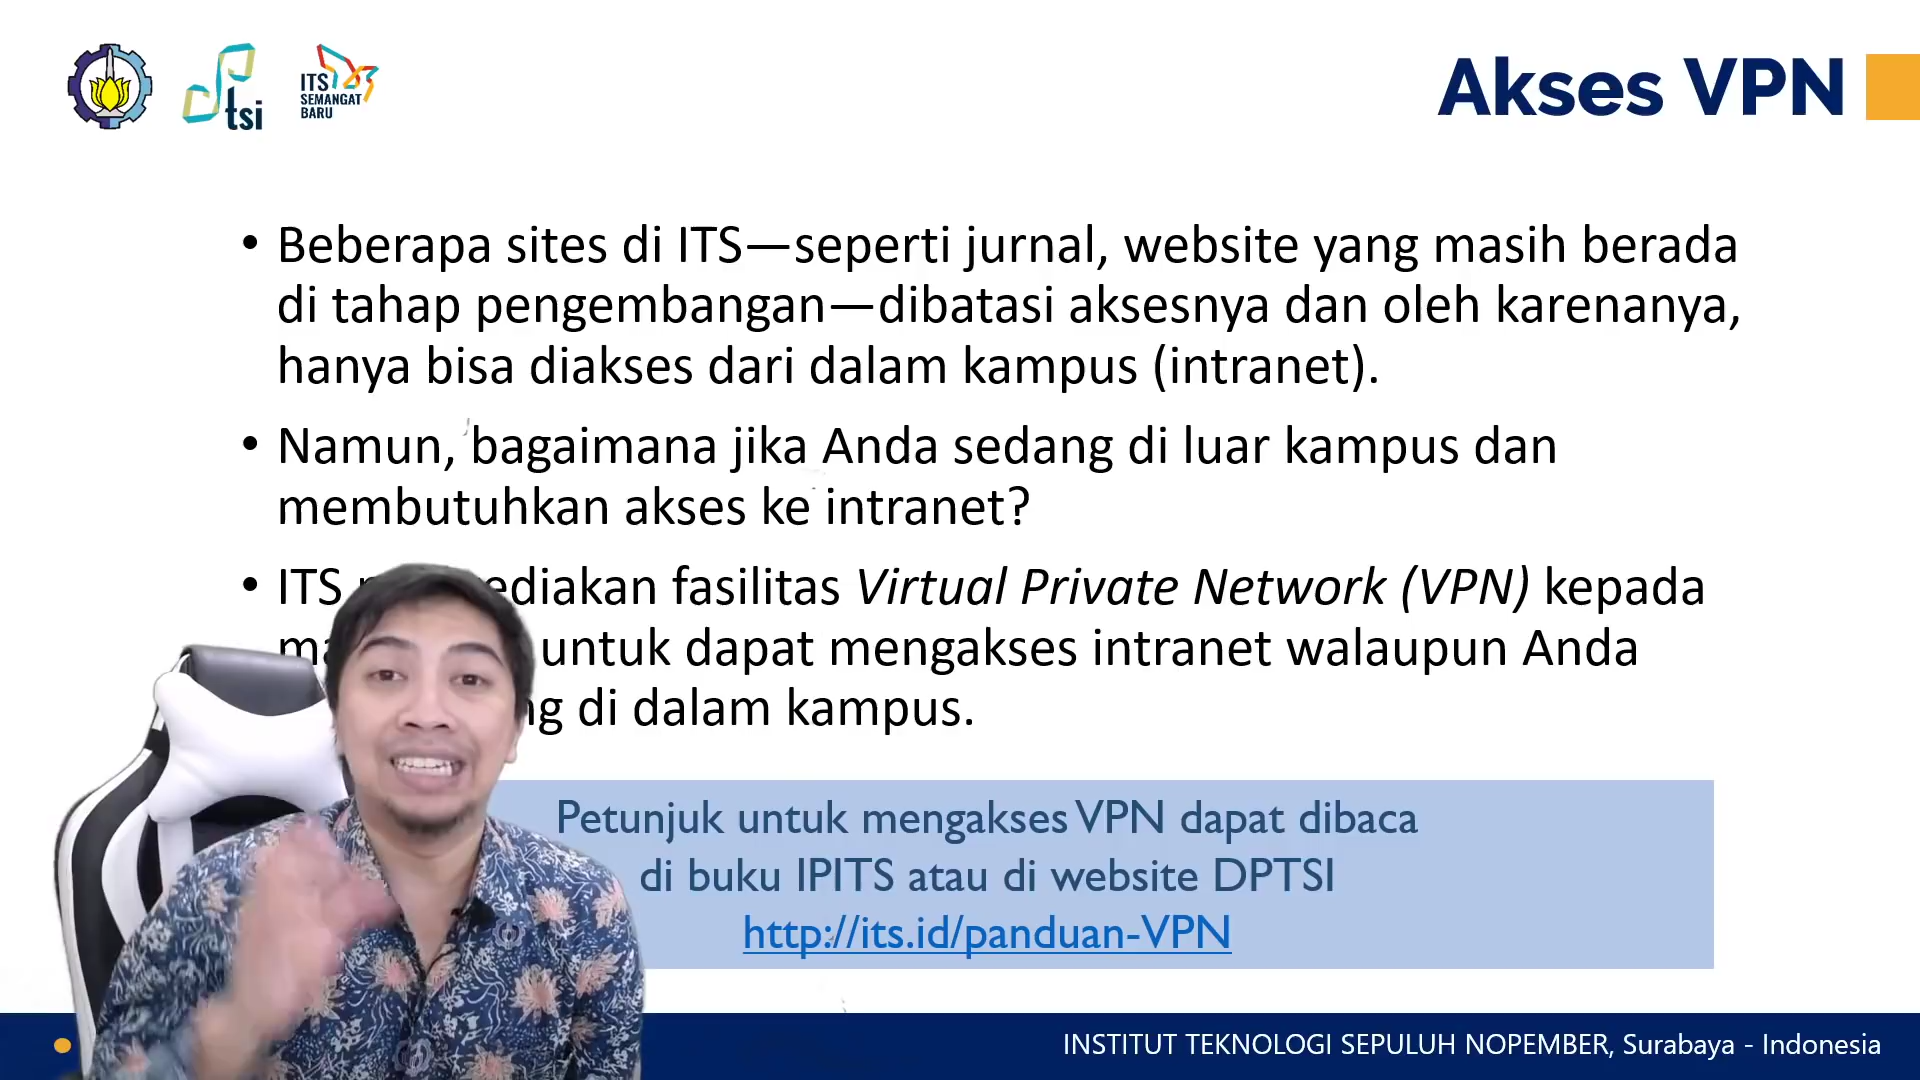 tsi
ITS
SEMANGAT
BARU
Akses VPN
• Beberapa sites di ITS—seperti jurnal, website yang masih berada
di tahap pengembangan—dibatasi aksesnya dan oleh karenanya,
hanya bisa diakses dari dalam kampus (intranet).
• Namun, bagaimana jika Anda sedang di luar kampus dan
membutuhkan akses ke intranet?
• ITS fasilitas Virtual Private Network (VPN) kepada
untuk dapat mengakses intranet walaupun Anda
di dalam kampus.
Petunjuk untuk mengakses VPN dapat dibaca
di buku IPITS atau di website DPTSI
http://its.id/panduan-VPN
INSTITUT TEKNOLOGI SEPULUH NOPEMBER, Surabaya - Indonesia